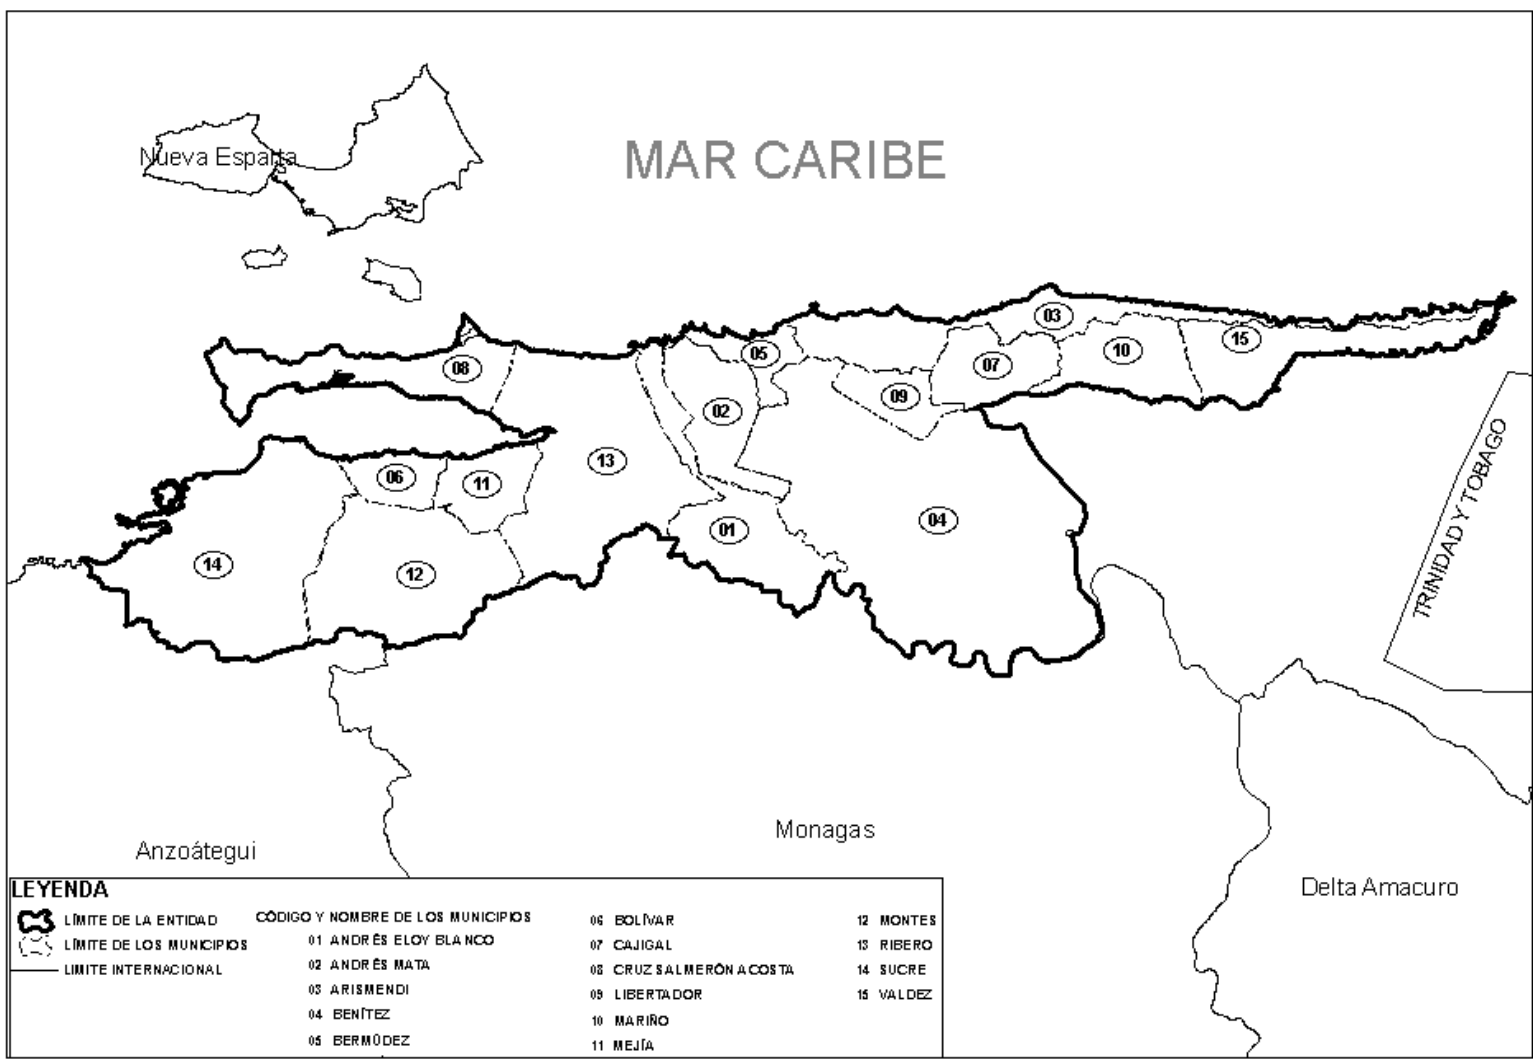 MAR CARIBE
Nueva Esparta
03
15
10
05
07
08
09
02
13
06
11
01
04
14
12
TRINIDAD Y TOBAGO
Monagas
Anzoátegui
Delta Amacuro
LEYENDA
LÍMITE DE LA ENTIDAD
LÍMITE DE LOS MUNICIPIOS
LIMITE INTERNACIONAL
CÓDIGO Y NOMBRE DE LOS MUNICIPIOS
01 ANDRÉS ELOY BLANCO
02 ANDRÉS MATA
03 ARISMENDI
04 BENÍTEZ
05 BERMÚDEZ
06 BOLÍVAR
07 CAJIGAL
08 CRUZ SALMERÓN ACOSTA
09 LIBERTADOR
10 MARIÑO
11 MEJÍA
12 MONTES
13 RIBERO
14 SUCRE
15 VALDEZ